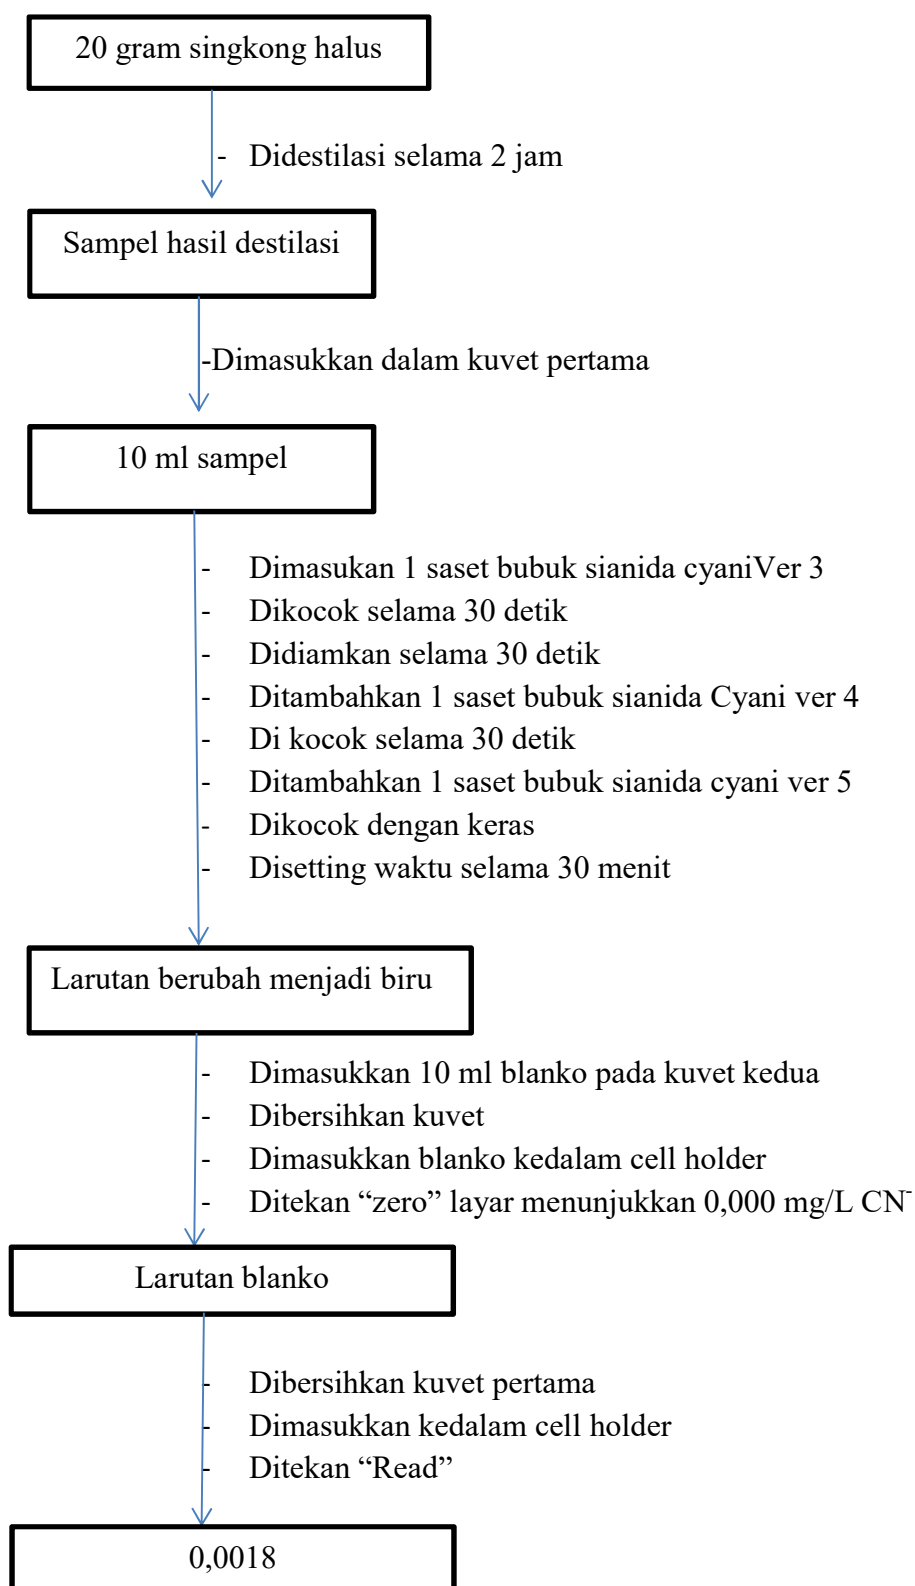 20 gram singkong halus
- Didestilasi selama 2 jam
Sampel hasil destilasi
-Dimasukkan dalam kuvet pertama
10 ml sampel
- Dimasukan 1 saset bubuk sianida cyaniVer 3
- Dikocok selama 30 detik
- Didiamkan selama 30 detik
- Ditambahkan 1 saset bubuk sianida Cyani ver 4
- Di kocok selama 30 detik
- Ditambahkan 1 saset bubuk sianida cyani ver 5
- Dikocok dengan keras
- Disetting waktu selama 30 menit
Larutan berubah menjadi biru
- Dimasukkan 10 ml blanko pada kuvet kedua
- Dibersihkan kuvet
- Dimasukkan blanko kedalam cell holder
- Ditekan “zero” layar menunjukkan 0,000 mg/L CN⁻
Larutan blanko
- Dibersihkan kuvet pertama
- Dimasukkan kedalam cell holder
- Ditekan “Read”
0,0018